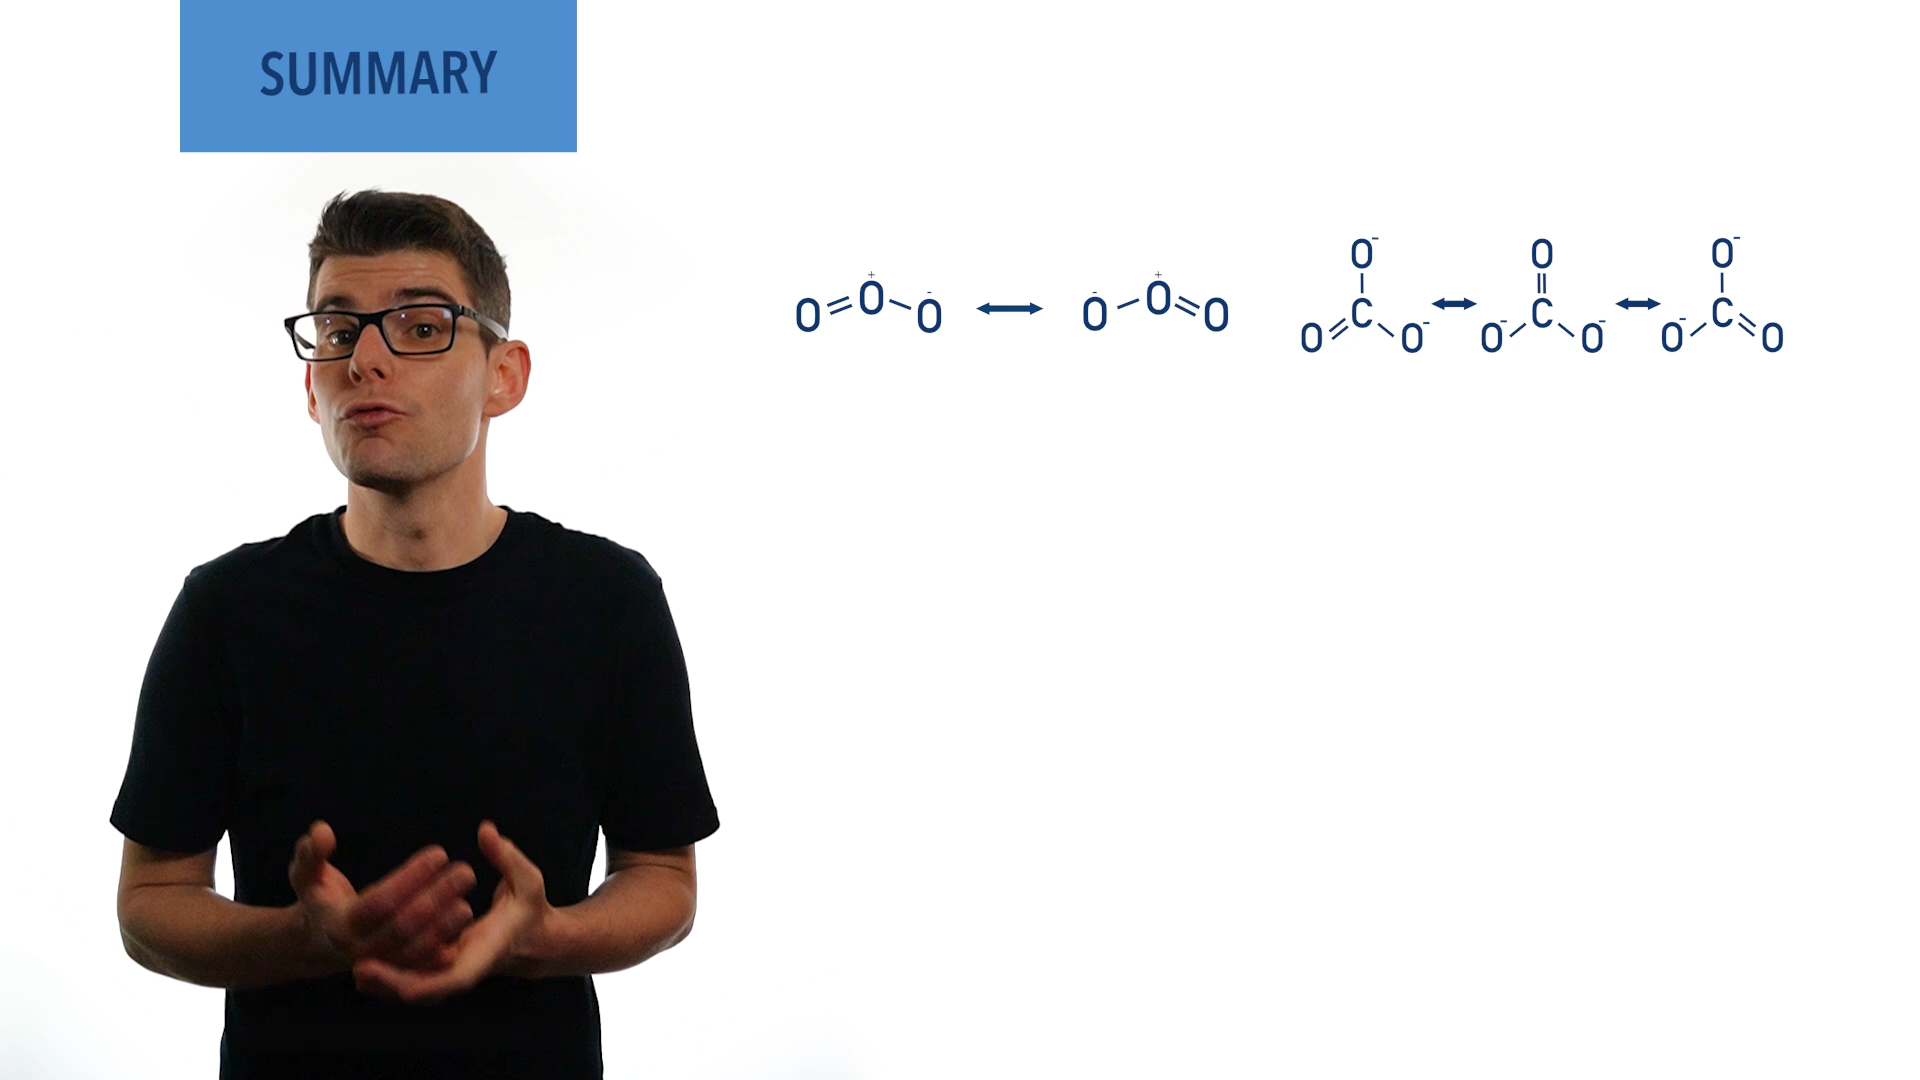 SUMMARY
O=O⁺-O⁻ ↔ O⁻-O⁺=O
O⁻ O O⁻
C ↔ C ↔ C
O O⁻ O⁻ O⁻ O⁻ O